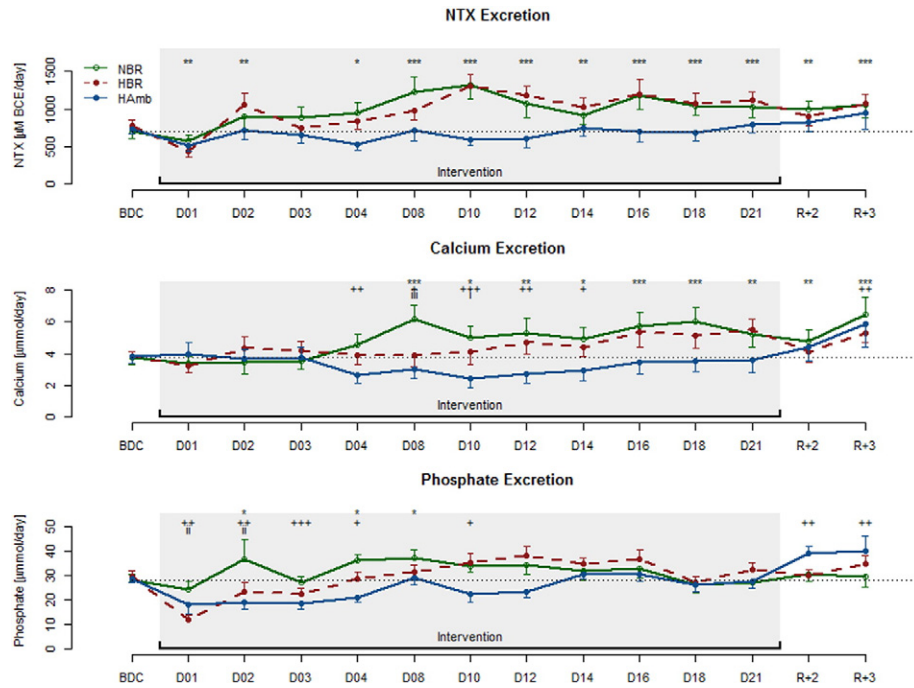 NTX Excretion
NBR
HBR
HAmb
** ** * *** *** *** ** *** *** *** ** ***
NTX [µM BCE/day]
1500
1000
500
0
Intervention
BDC D01 D02 D03 D04 D08 D10 D12 D14 D16 D18 D21 R+2 R+3
Calcium Excretion
*** * ** * *** *** ** ** ***
++ + +++ ++ + ++
Calcium [µmmol/day]
8
6
4
2
0
Intervention
BDC D01 D02 D03 D04 D08 D10 D12 D14 D16 D18 D21 R+2 R+3
Phosphate Excretion
* * *
++ ++ +++ + + ++ ++
Phosphate [µmmol/day]
50
40
30
20
10
0
Intervention
BDC D01 D02 D03 D04 D08 D10 D12 D14 D16 D18 D21 R+2 R+3